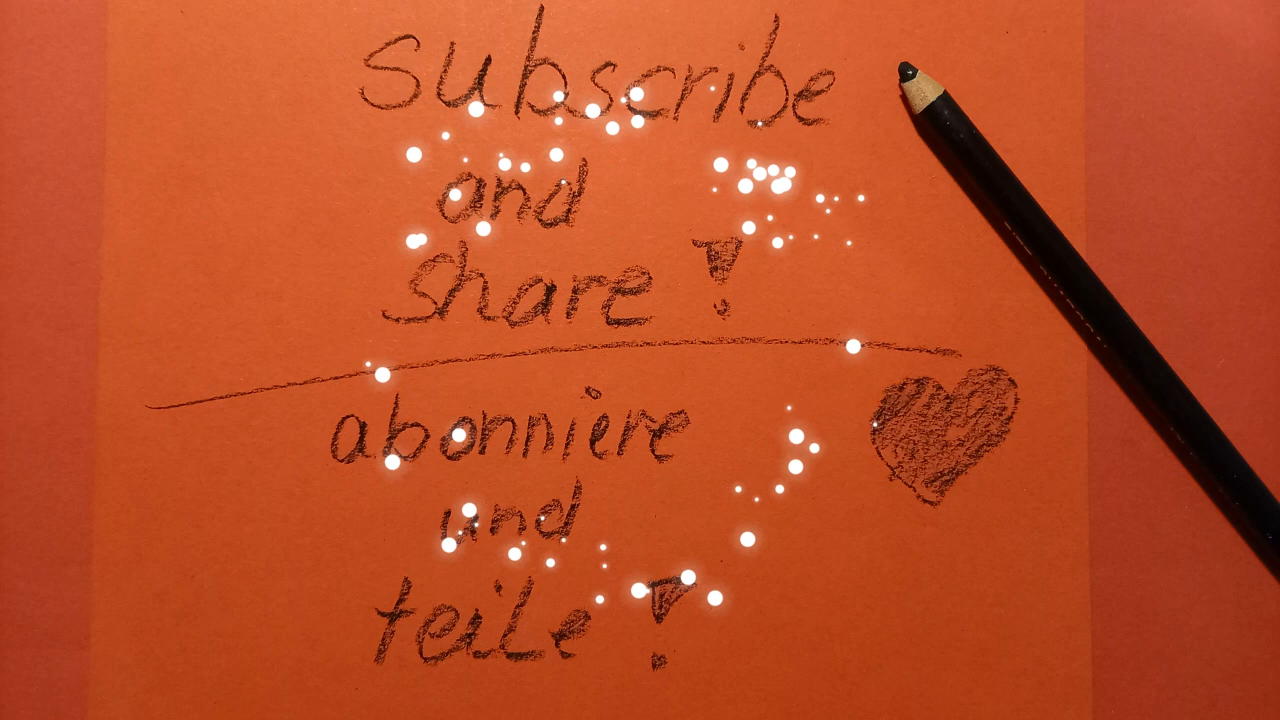 subscribe
and
share !
abonniere
und
teile !